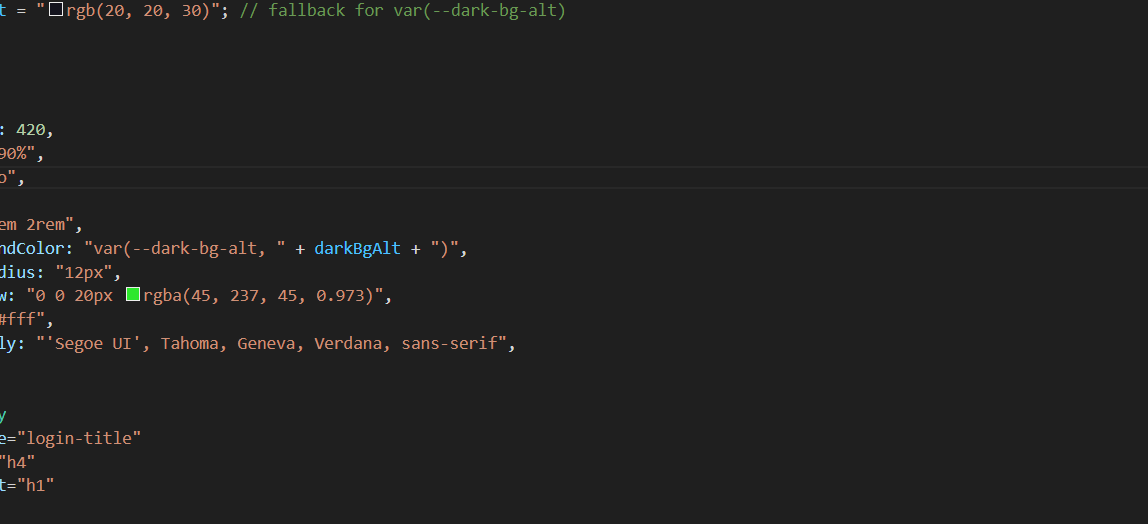 t = "rgb(20, 20, 30)"; // fallback for var(--dark-bg-alt)
: 420,
90%",
o",
em 2rem",
ndColor: "var(--dark-bg-alt, " + darkBgAlt + ")",
dius: "12px",
w: "0 0 20px rgba(45, 237, 45, 0.973)",
#fff",
ly: "'Segoe UI', Tahoma, Geneva, Verdana, sans-serif",
y
e="login-title"
"h4"
t="h1"